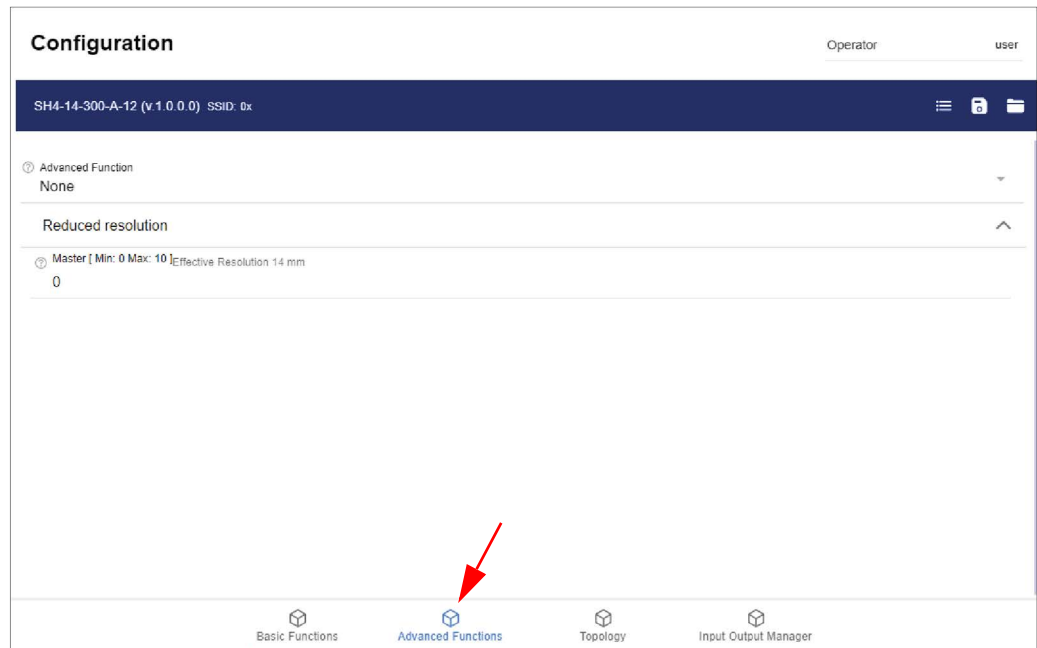 Configuration
Operator user
SH4-14-300-A-12 (v.1.0.0.0) SSID: 0x
Advanced Function
None
Reduced resolution
Master [ Min: 0 Max: 10 ]Effective Resolution 14 mm
0
Basic Functions Advanced Functions Topology Input Output Manager